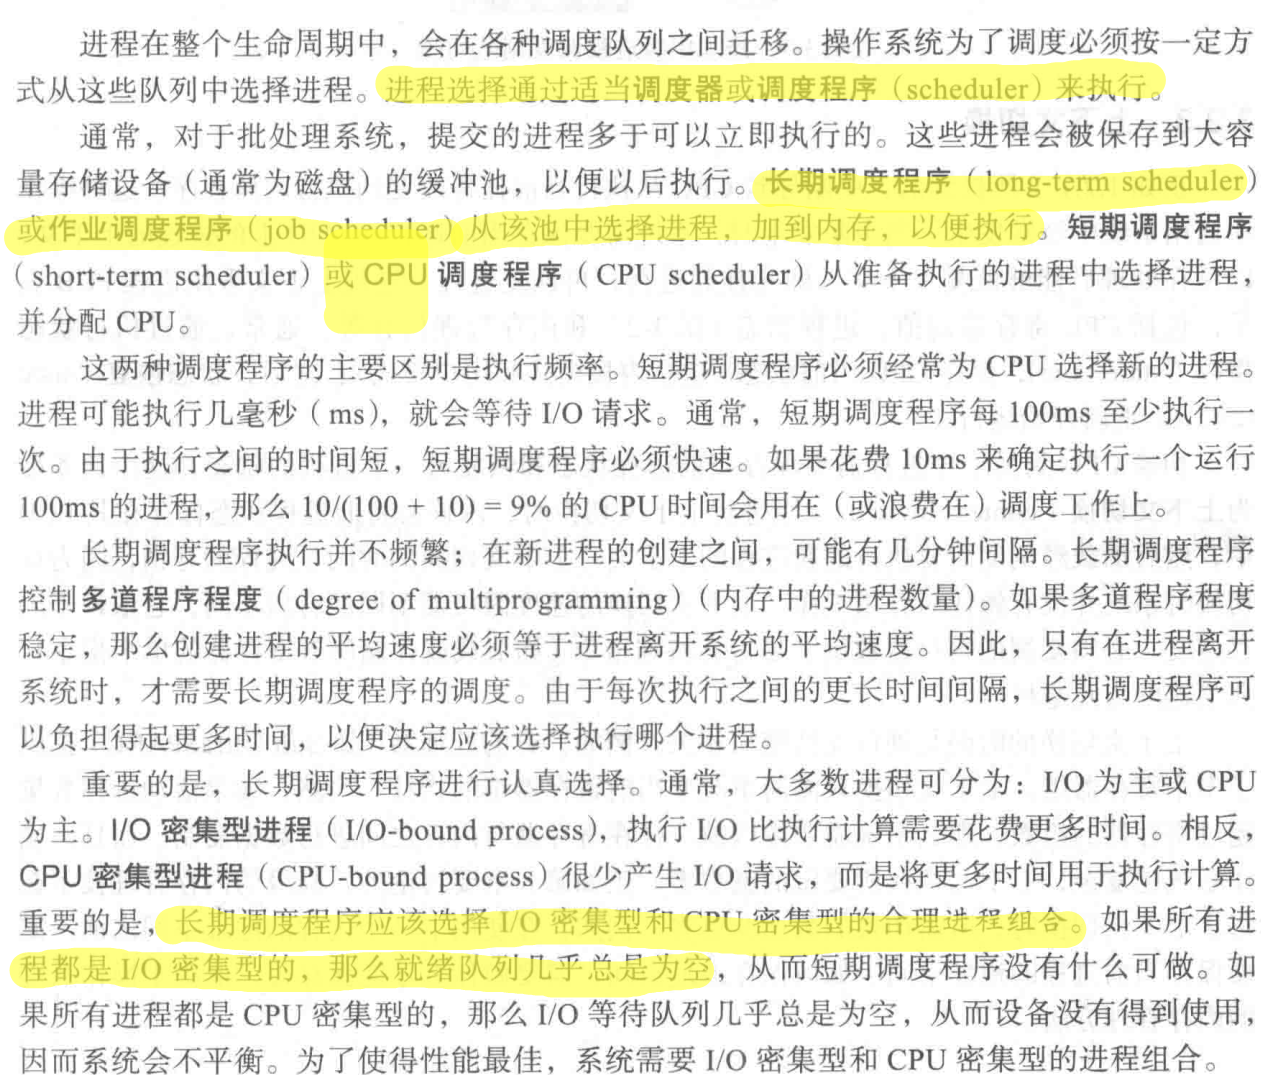 进程在整个生命周期中，会在各种调度队列之间迁移。操作系统为了调度必须按一定方
式从这些队列中选择进程。进程选择通过适当调度器或调度程序（scheduler）来执行。
通常，对于批处理系统，提交的进程多于可以立即执行的。这些进程会被保存到大容
量存储设备（通常为磁盘）的缓冲池，以便以后执行。长期调度程序（long-term scheduler）
或作业调度程序（job scheduler）从该池中选择进程，加到内存，以便执行。短期调度程序
（short-term scheduler）或 CPU 调度程序（CPU scheduler）从准备执行的进程中选择进程，
并分配 CPU。
这两种调度程序的主要区别是执行频率。短期调度程序必须经常为 CPU 选择新的进程。
进程可能执行几毫秒（ms），就会等待 I/O 请求。通常，短期调度程序每 100ms 至少执行一
次。由于执行之间的时间短，短期调度程序必须快速。如果花费 10ms 来确定执行一个运行
100ms 的进程，那么 10/(100 + 10) = 9% 的 CPU 时间会用在（或浪费在）调度工作上。
长期调度程序执行并不频繁；在新进程的创建之间，可能有几分钟间隔。长期调度程序
控制多道程序程度（degree of multiprogramming）（内存中的进程数量）。如果多道程序程度
稳定，那么创建进程的平均速度必须等于进程离开系统的平均速度。因此，只有在进程离开
系统时，才需要长期调度程序的调度。由于每次执行之间的更长时间间隔，长期调度程序可
以负担得起更多时间，以便决定应该选择执行哪个进程。
重要的是，长期调度程序进行认真选择。通常，大多数进程可分为：I/O 为主或 CPU
为主。I/O 密集型进程（I/O-bound process），执行 I/O 比执行计算需要花费更多时间。相反，
CPU 密集型进程（CPU-bound process）很少产生 I/O 请求，而是将更多时间用于执行计算。
重要的是，长期调度程序应该选择 I/O 密集型和 CPU 密集型的合理进程组合。如果所有进
程都是 I/O 密集型的，那么就绪队列几乎总是为空，从而短期调度程序没有什么可做。如
果所有进程都是 CPU 密集型的，那么 I/O 等待队列几乎总是为空，从而设备没有得到使用，
因而系统会不平衡。为了使得性能最佳，系统需要 I/O 密集型和 CPU 密集型的进程组合。